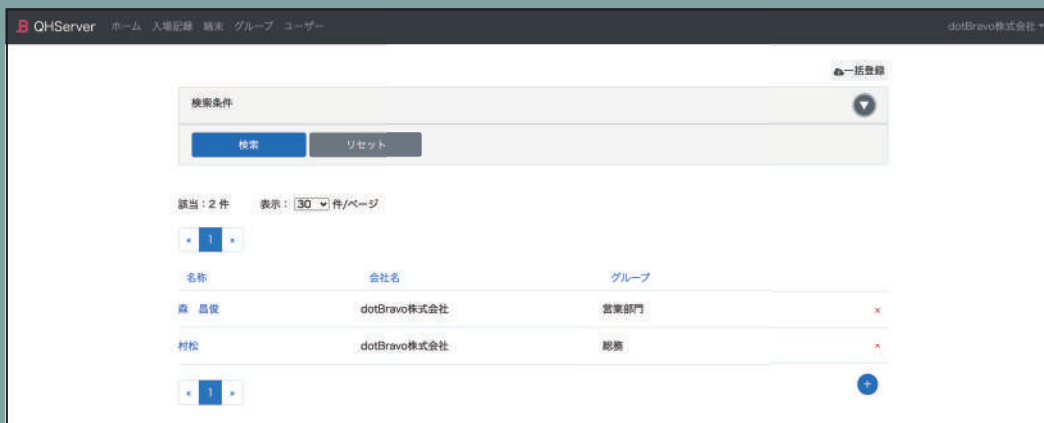 B QHServer ホーム 入場記録 端末 グループ ユーザー dotBravo株式会社
一括登録
検索条件
検索 リセット
該当:2 件 表示: 30 件/ページ
« 1 »
名称 会社名 グループ
森 昌俊 dotBravo株式会社 営業部門 ×
村松 dotBravo株式会社 総務 ×
« 1 » +